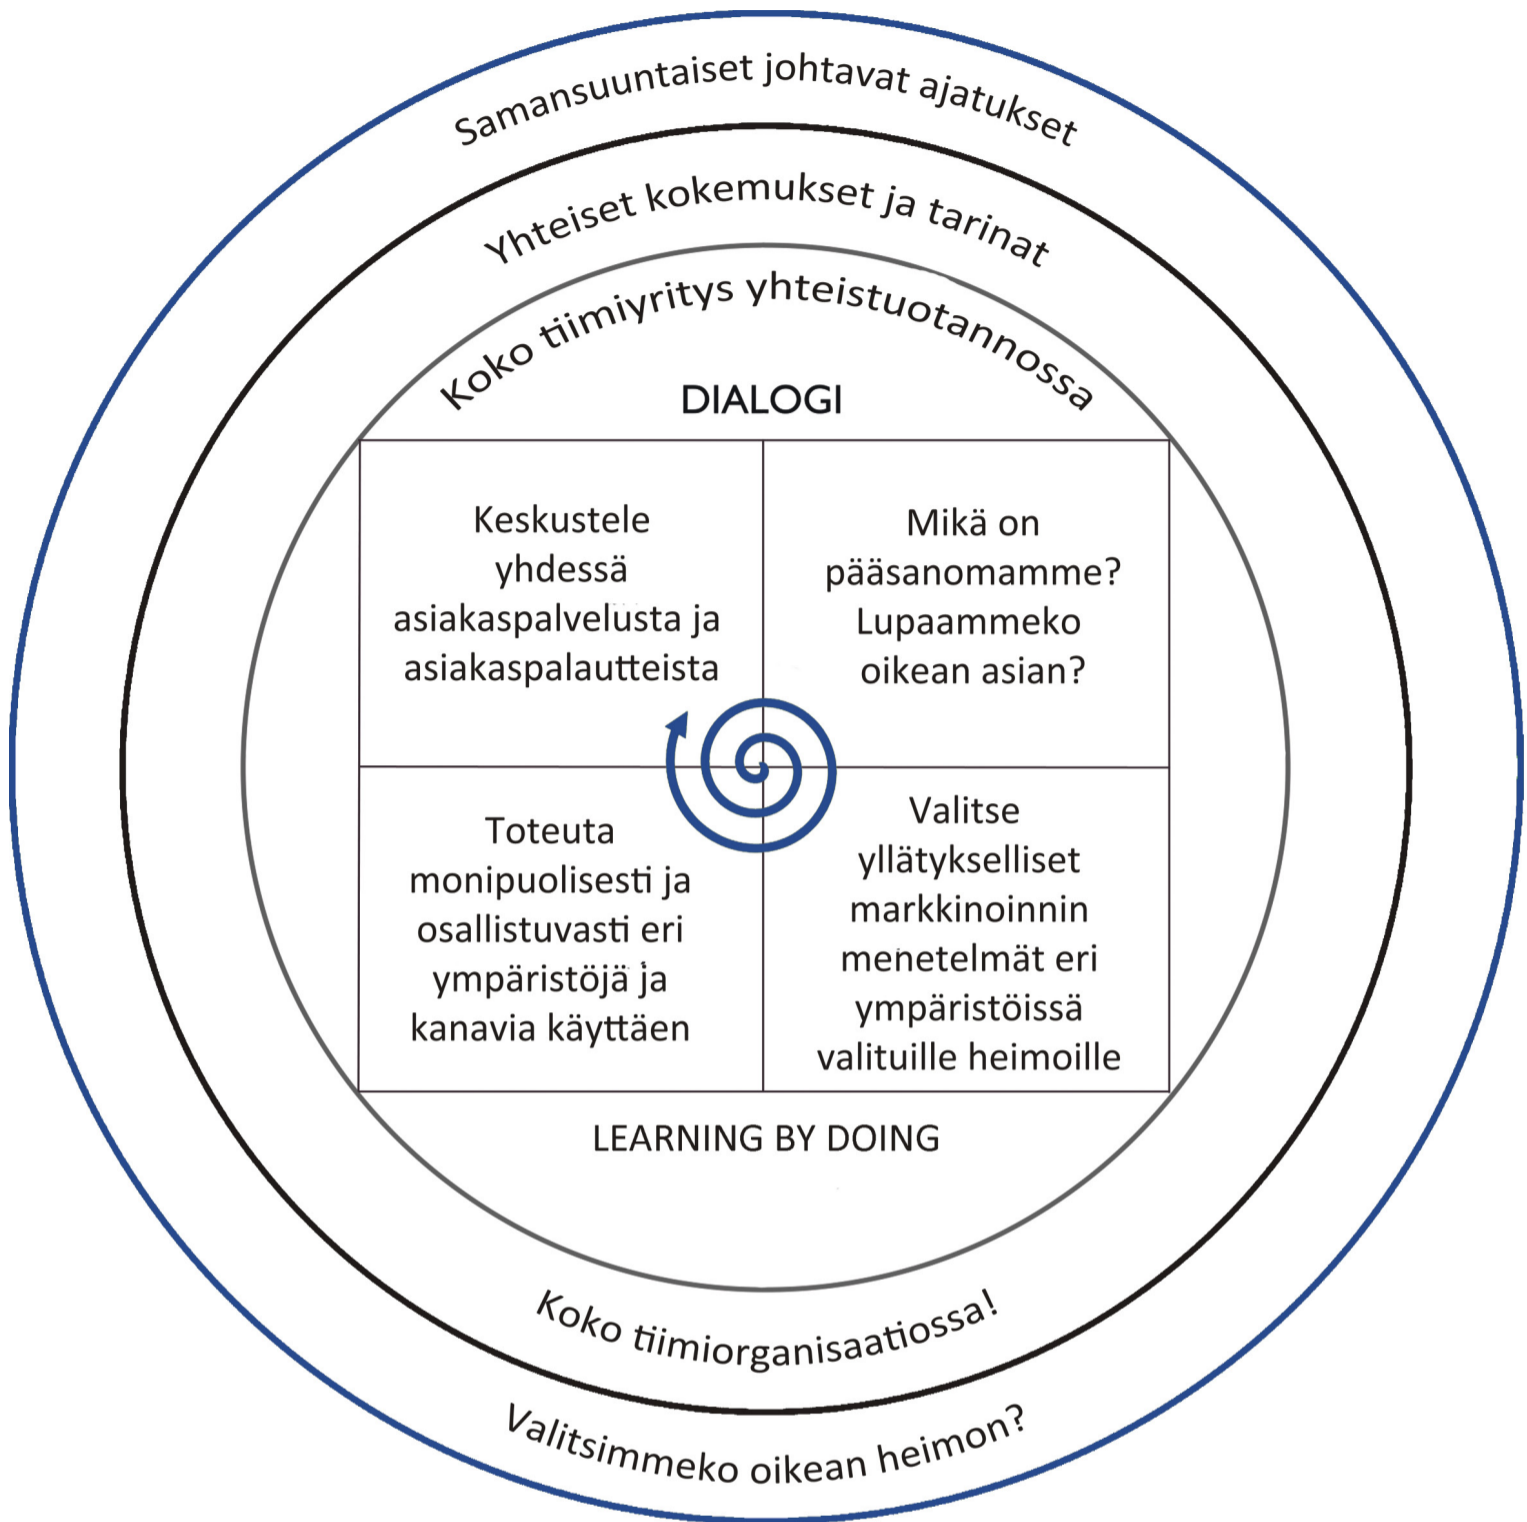 Samansuuntaiset johtavat ajatukset
Yhteiset kokemukset ja tarinat
Koko tiimiyritys yhteistuotannossa
DIALOGI
Keskustele
yhdessä
asiakaspalvelusta ja
asiakaspalautteista
Mikä on
pääsanomamme?
Lupaammeko
oikean asian?
Toteuta
monipuolisesti ja
osallistuvasti eri
ympäristöjä ja
kanavia käyttäen
Valitse
yllätykselliset
markkinoinnin
menetelmät eri
ympäristöissä
valituille heimoille
LEARNING BY DOING
Koko tiimiorganisaatiossa!
Valitsimmeko oikean heimon?